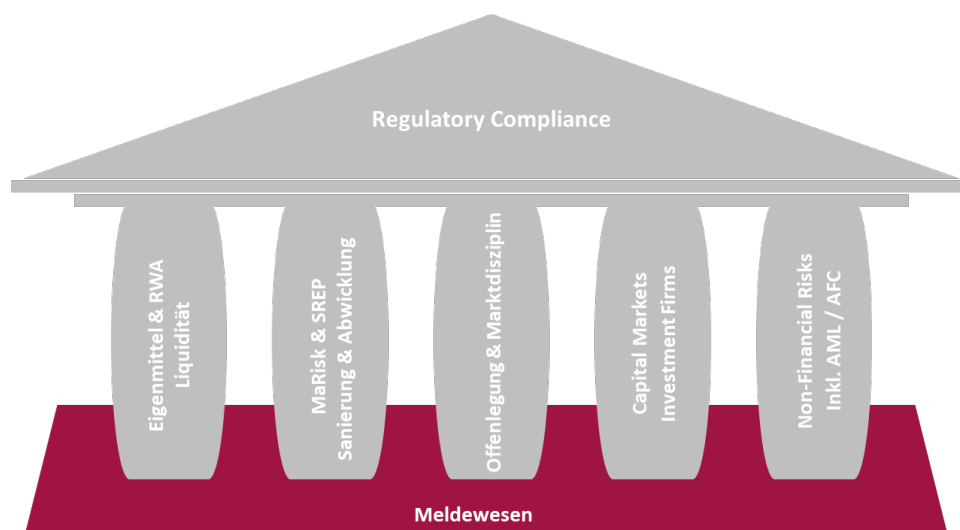 Regulatory Compliance
Eigenmittel & RWA
Liquidität
MaRisk & SREP
Sanierung & Abwicklung
Offenlegung & Marktdisziplin
Capital Markets
Investment Firms
Non-Financial Risks
Inkl. AML / AFC
Meldewesen